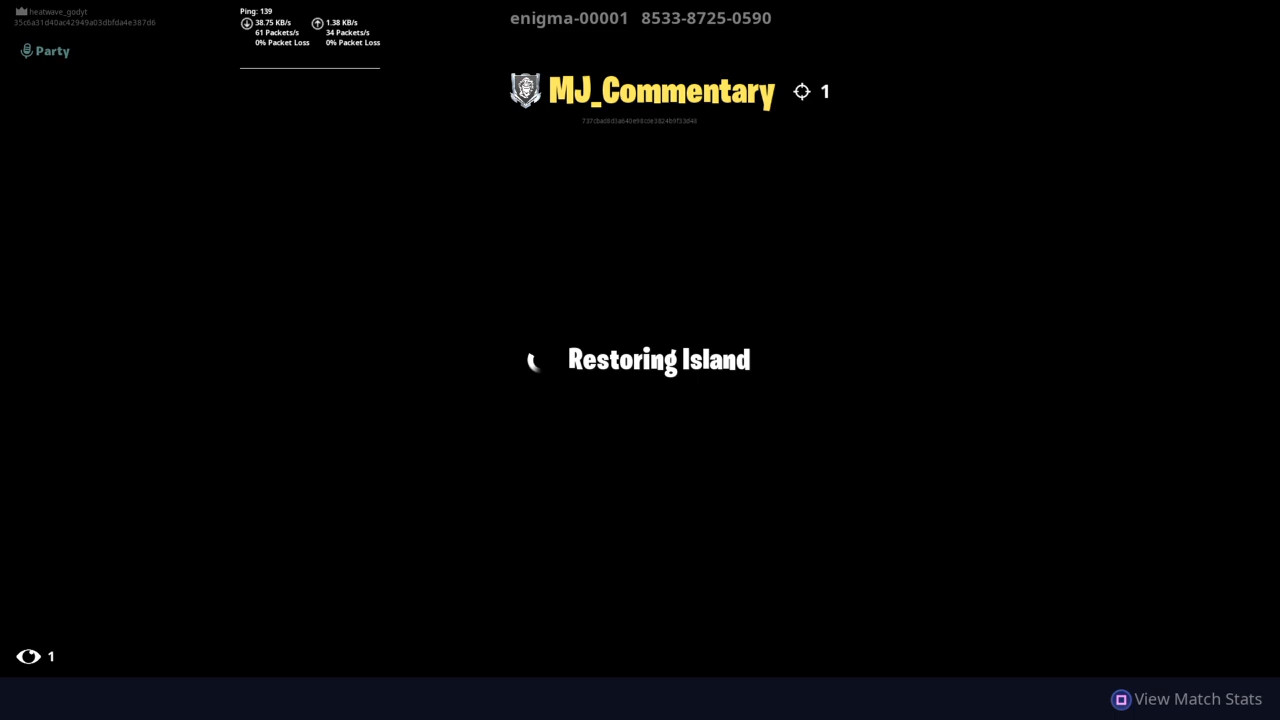 heatwave_godyt
Party
Ping: 139
38.75 KB/s 1.38 KB/s
61 Packets/s 34 Packets/s
0% Packet Loss 0% Packet Loss
enigma-00001 8533-8725-0590
MJ_Commentary 1
Restoring Island
1
View Match Stats